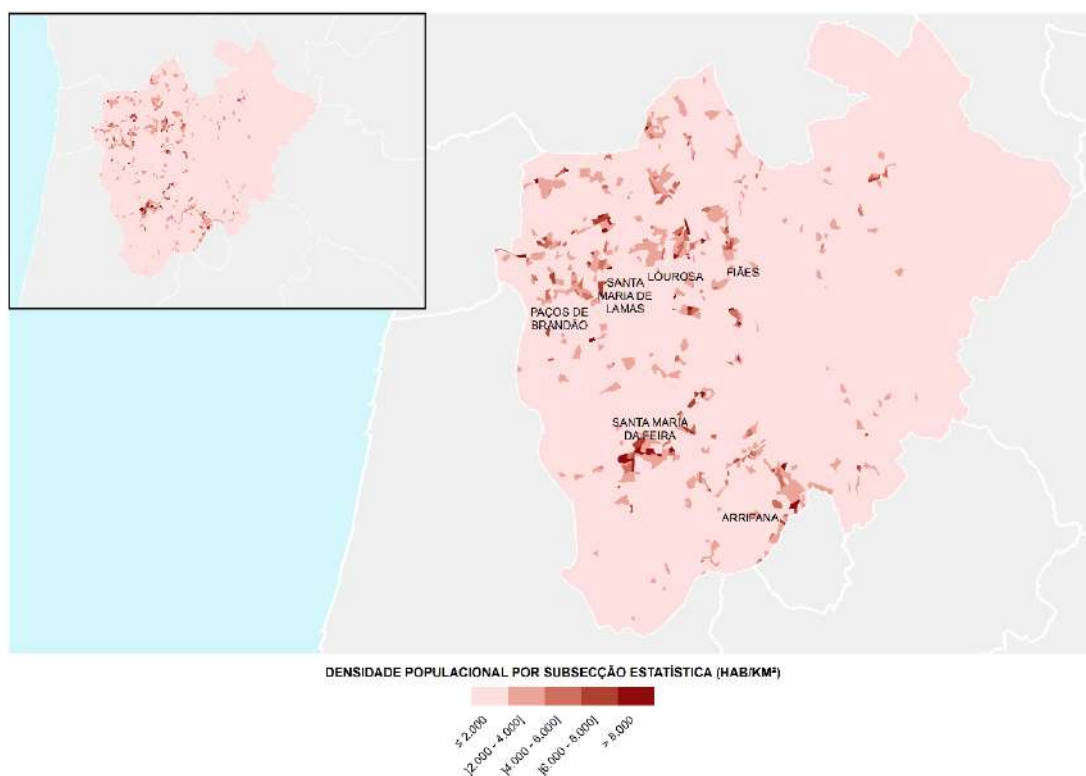 LOUROSA
FIÃES
SANTA
MARIA DE
LAMAS
PAÇOS DE
BRANDÃO
SANTA MARIA
DA FEIRA
ARRIFANA
DENSIDADE POPULACIONAL POR SUBSECÇÃO ESTATÍSTICA (HAB/KM²)
≤ 2.000
]2.000 - 4.000]
]4.000 - 6.000]
]6.000 - 8.000]
> 8.000